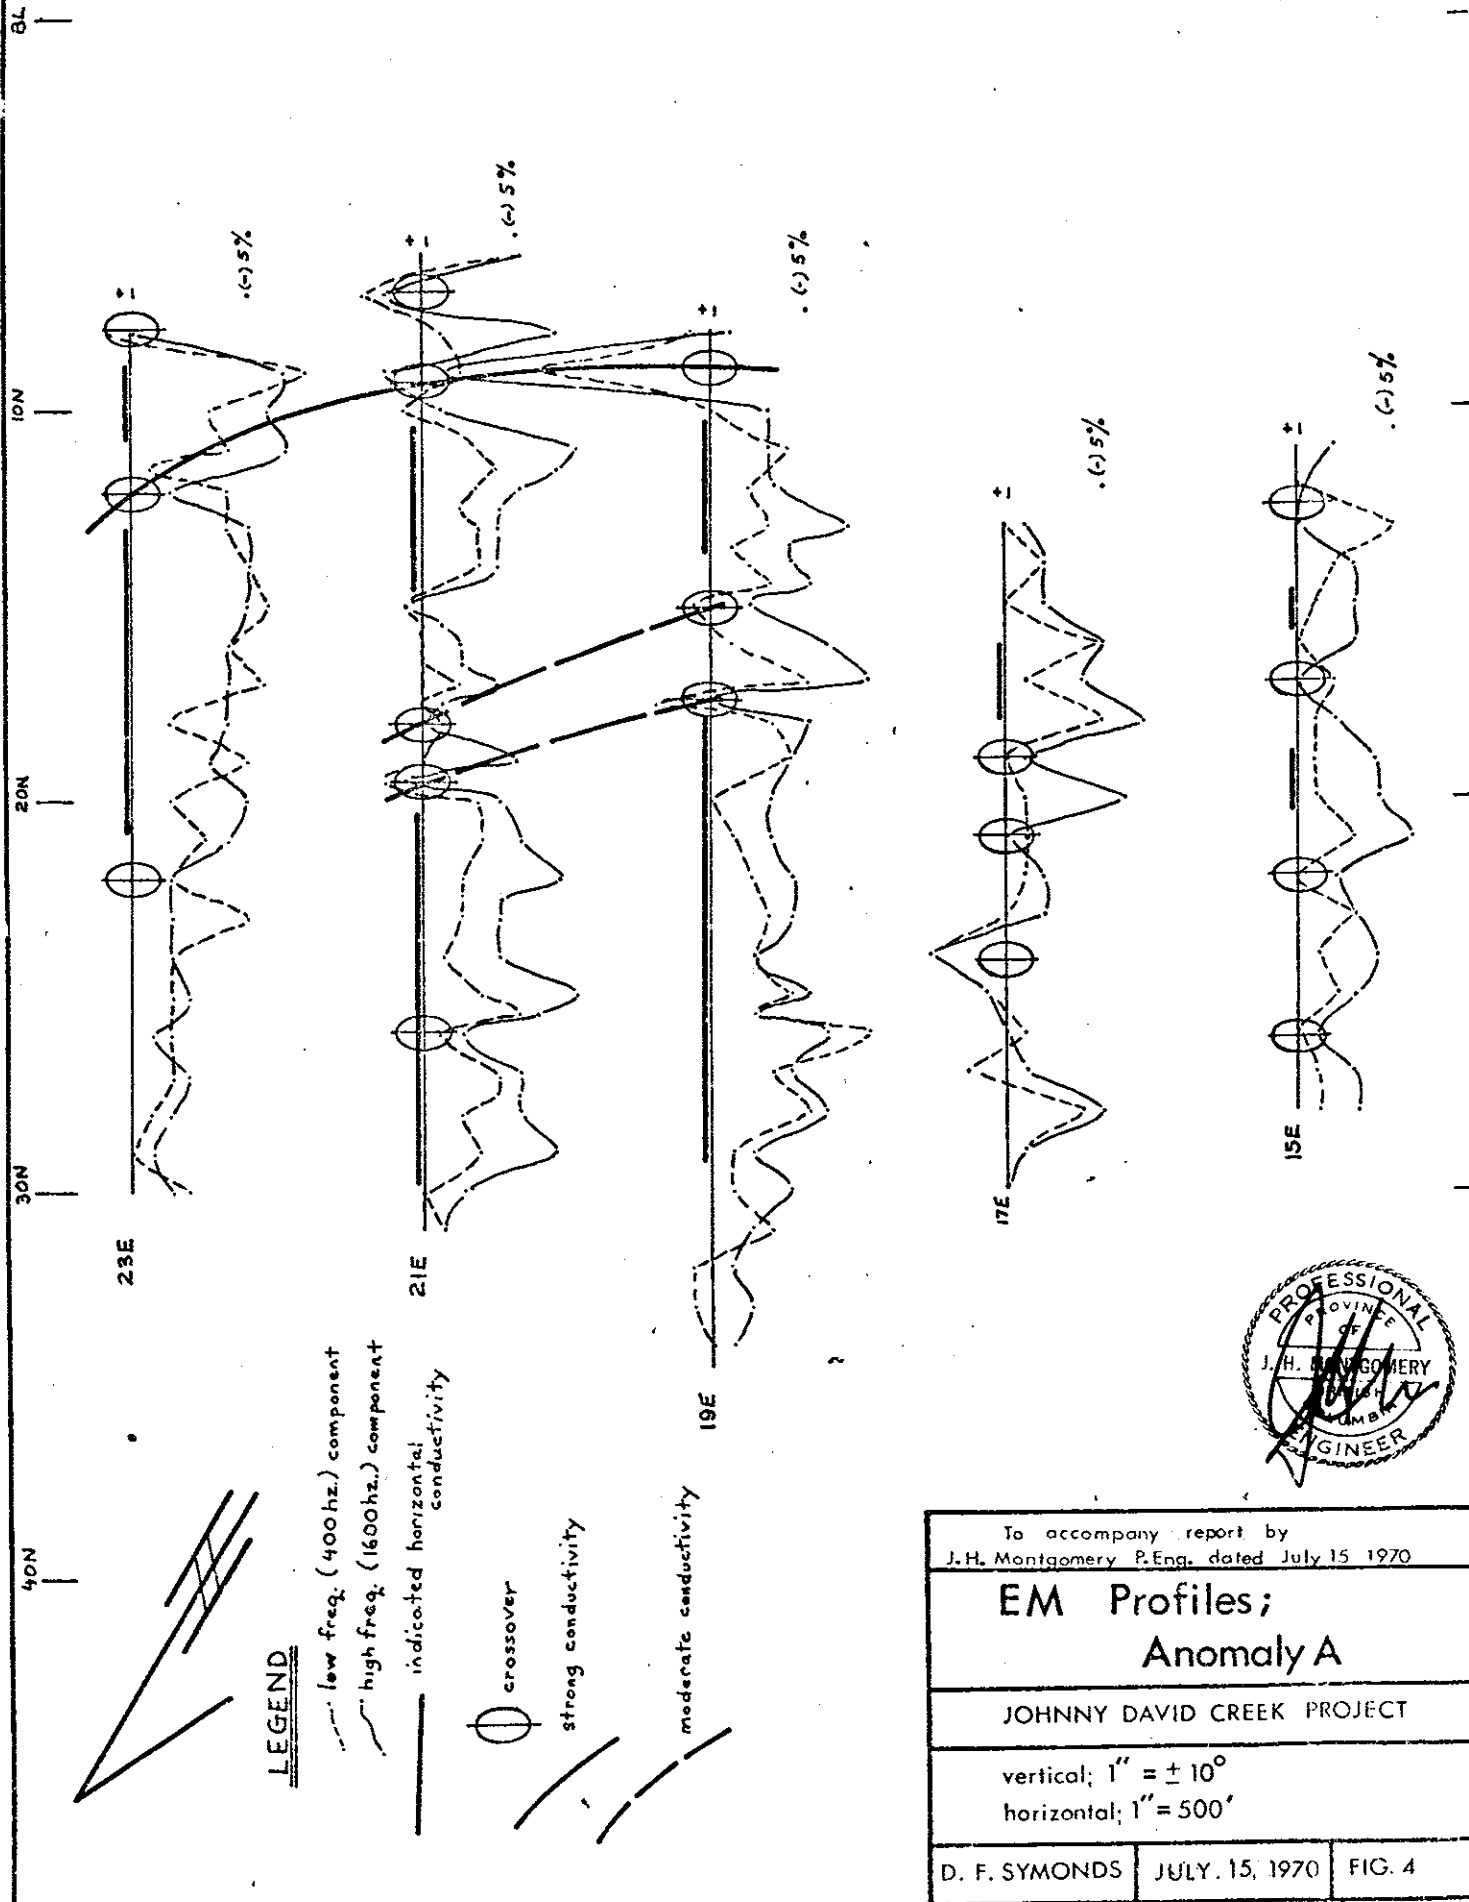 BL
10N
20N
30N
40N
+
-
.(-) 5%
+
-
.(-) 5%
+
-
.(-) 5%
+
-
.(-) 5%
+
-
.(-) 5%
23E
21E
19E
17E
15E
LEGEND
low freq. (400 hz.) component
high freq. (1600 hz.) component
indicated horizontal
conductivity
crossover
strong conductivity
moderate conductivity
PROFESSIONAL
PROVINCE
OF
J. H. MONTGOMERY
ENGINEER
To accompany report by
J.H. Montgomery P.Eng. dated July 15 1970
EM Profiles;
Anomaly A
JOHNNY DAVID CREEK PROJECT
vertical; 1" = ± 10°
horizontal; 1" = 500'
D. F. SYMONDS
JULY. 15, 1970
FIG. 4